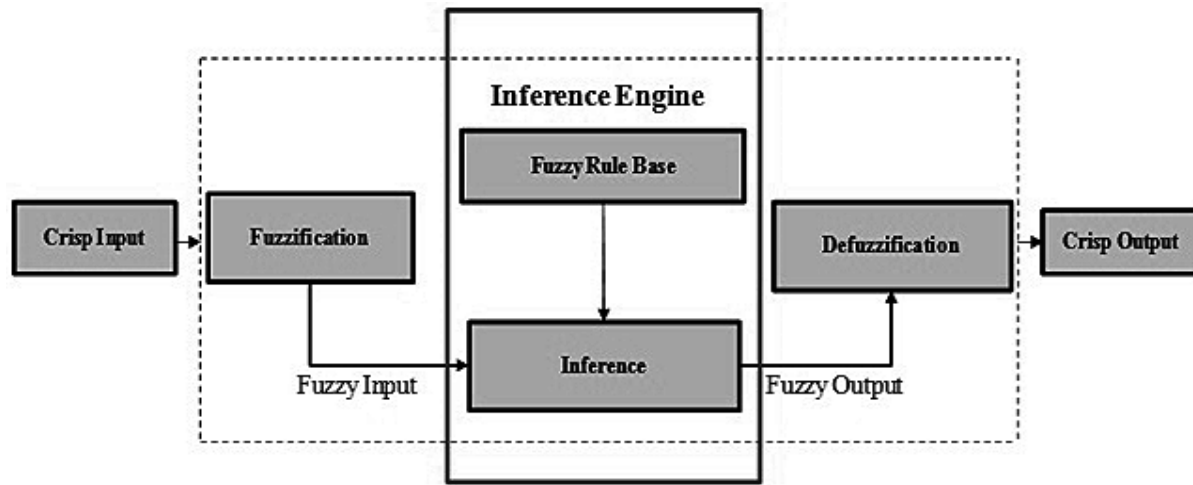 Inference Engine
Fuzzy Rule Base
Crisp Input
Fuzzification
Defuzzification
Crisp Output
Inference
Fuzzy Input
Fuzzy Output